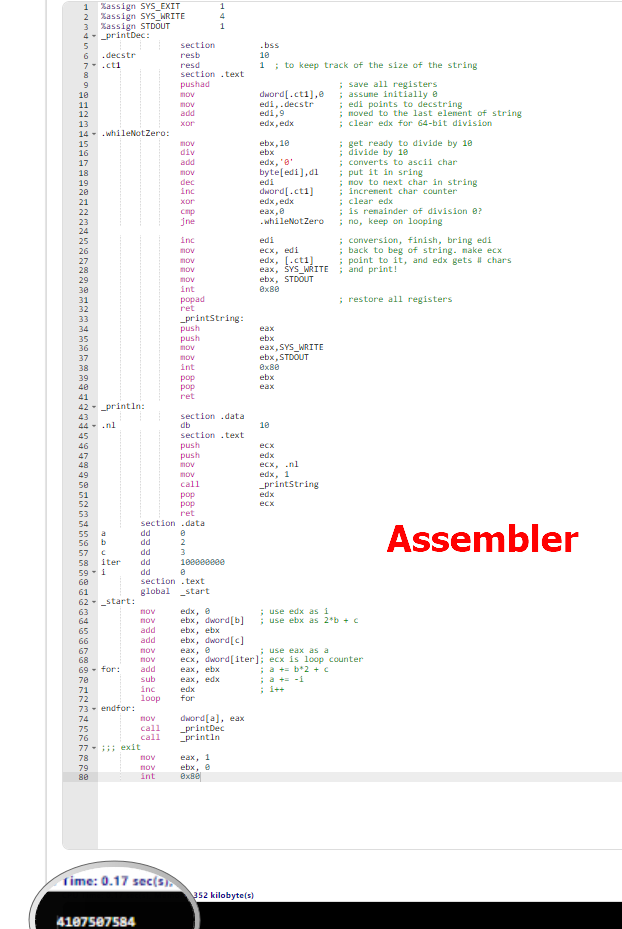 1 %assign SYS_EXIT 1
2 %assign SYS_WRITE 4
3 %assign STDOUT 1
4 _printDec:
5 section .bss
6 .decstr resb 10
7 .ct1 resd 1 ; to keep track of the size of the string
8 section .text
9 pushad ; save all registers
10 mov dword[.ct1],0 ; assume initially 0
11 mov edi,.decstr ; edi points to decstring
12 add edi,9 ; moved to the last element of string
13 xor edx,edx ; clear edx for 64-bit division
14 .whileNotZero:
15 mov ebx,10 ; get ready to divide by 10
16 div ebx ; divide by 10
17 add edx,'0' ; converts to ascii char
18 mov byte[edi],dl ; put it in sring
19 dec edi ; mov to next char in string
20 inc dword[.ct1] ; increment char counter
21 xor edx,edx ; clear edx
22 cmp eax,0 ; is remainder of division 0?
23 jne .whileNotZero ; no, keep on looping
24
25 inc edi ; conversion, finish, bring edi
26 mov ecx, edi ; back to beg of string. make ecx
27 mov edx, [.ct1] ; point to it, and edx gets # chars
28 mov eax, SYS_WRITE ; and print!
29 mov ebx, STDOUT
30 int 0x80
31 popad ; restore all registers
32 ret
33 _printString:
34 push eax
35 push ebx
36 mov eax,SYS_WRITE
37 mov ebx,STDOUT
38 int 0x80
39 pop ebx
40 pop eax
41 ret
42 _println:
43 section .data
44 .nl db 10
45 section .text
46 push ecx
47 push edx
48 mov ecx, .nl
49 mov edx, 1
50 call _printString
51 pop edx
52 pop ecx
53 ret
54 section .data
55 a dd 0
56 b dd 2
57 c dd 3
58 iter dd 100000000
59 i dd 0
60 section .text
61 global _start
62 _start:
63 mov edx, 0 ; use edx as i
64 mov ebx, dword[b] ; use ebx as 2*b + c
65 add ebx, ebx
66 add ebx, dword[c]
67 mov eax, 0 ; use eax as a
68 mov ecx, dword[iter]; ecx is loop counter
69 for: add eax, ebx ; a += b*2 + c
70 sub eax, edx ; a += -i
71 inc edx ; i++
72 loop for
73 endfor:
74 mov dword[a], eax
75 call _printDec
76 call _println
77 ;;; exit
78 mov eax, 1
79 mov ebx, 0
80 int 0x80
Assembler
Time: 0.17 sec(s), 352 kilobyte(s)
4107507584